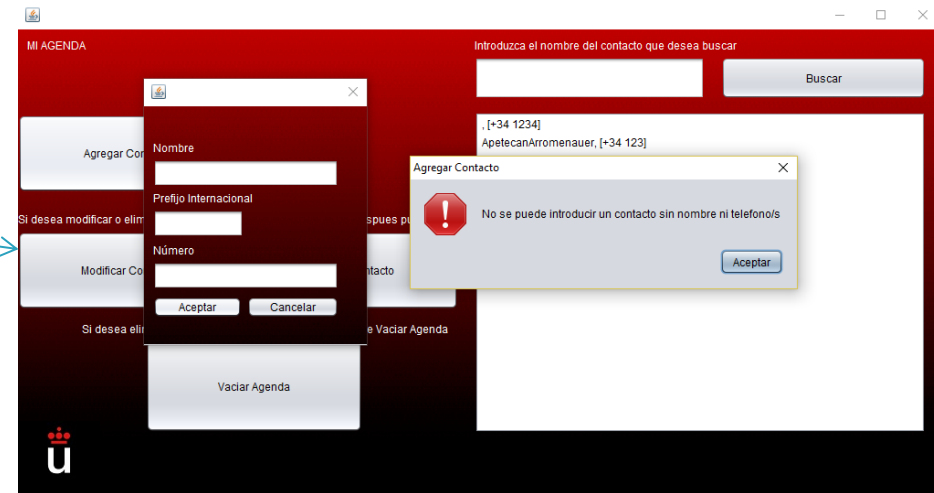 MI AGENDA
Introduzca el nombre del contacto que desea buscar
Buscar
, [+34 1234]
ApetecanArromenauer, [+34 123]
Agregar Con
Nombre
Prefijo Internacional
Número
Aceptar
Cancelar
Agregar Contacto
No se puede introducir un contacto sin nombre ni telefono/s
Aceptar
Si desea modificar o elim
spues pu
Modificar Co
ntacto
Si desea elin
e Vaciar Agenda
Vaciar Agenda
ü